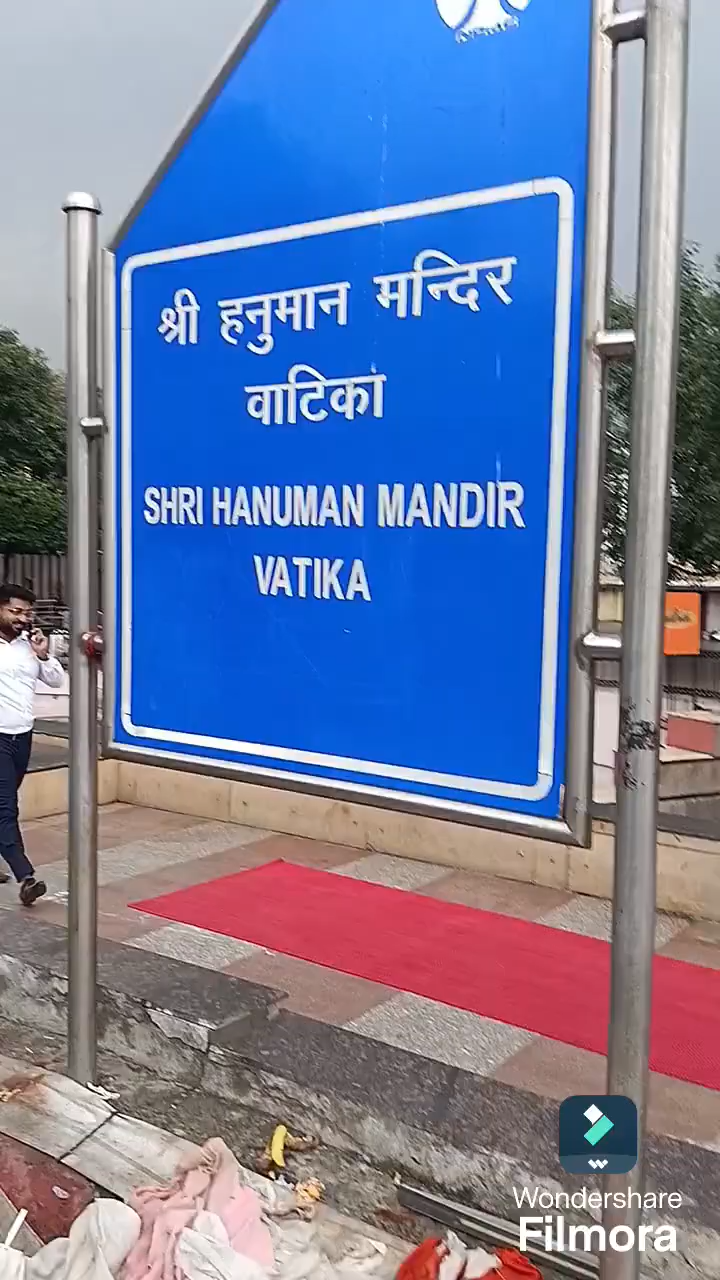 श्री हनुमान मन्दिर
वाटिका
SHRI HANUMAN MANDIR
VATIKA
Wondershare
Filmora